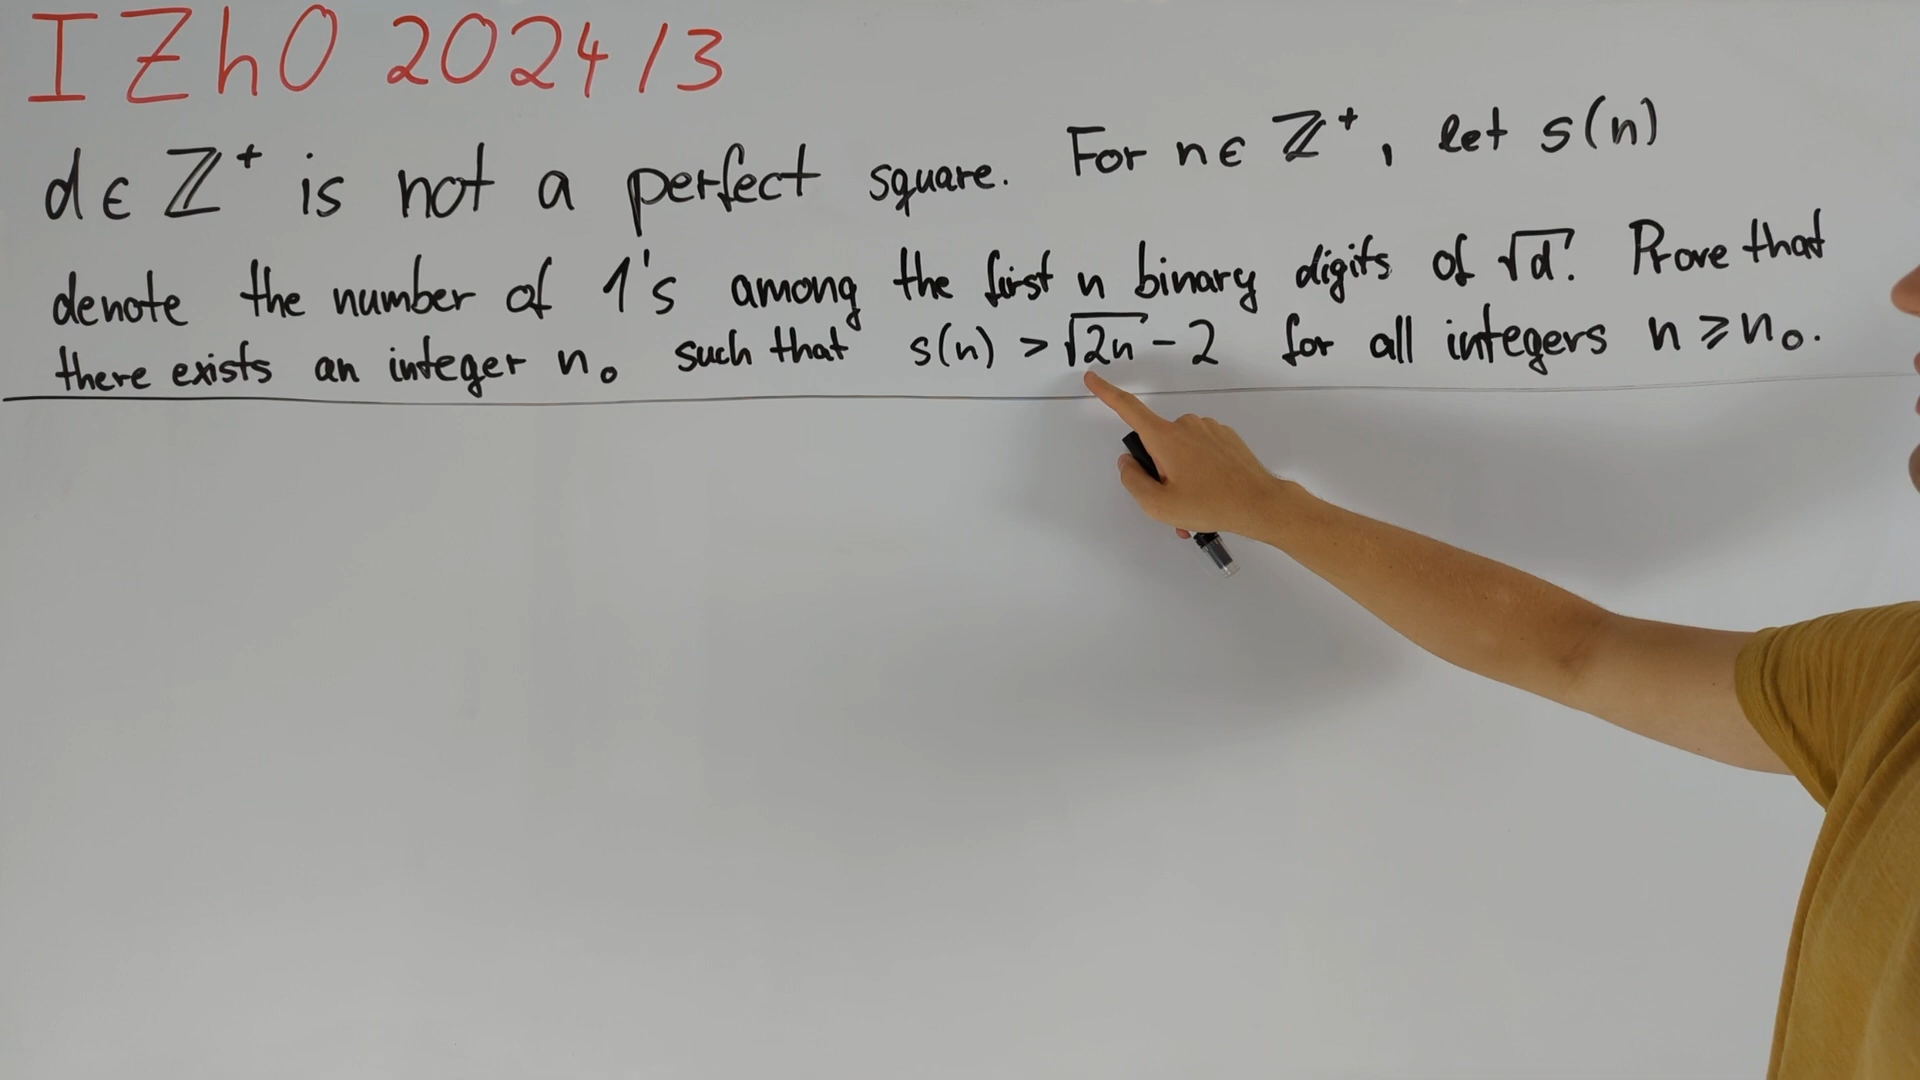 IZhO 2024/3
d ∈ ℤ⁺ is not a perfect square. For n ∈ ℤ⁺, let s(n)
denote the number of 1's among the first n binary digits of √d. Prove that
there exists an integer n₀ such that s(n) > √2n - 2 for all integers n ⩾ n₀.